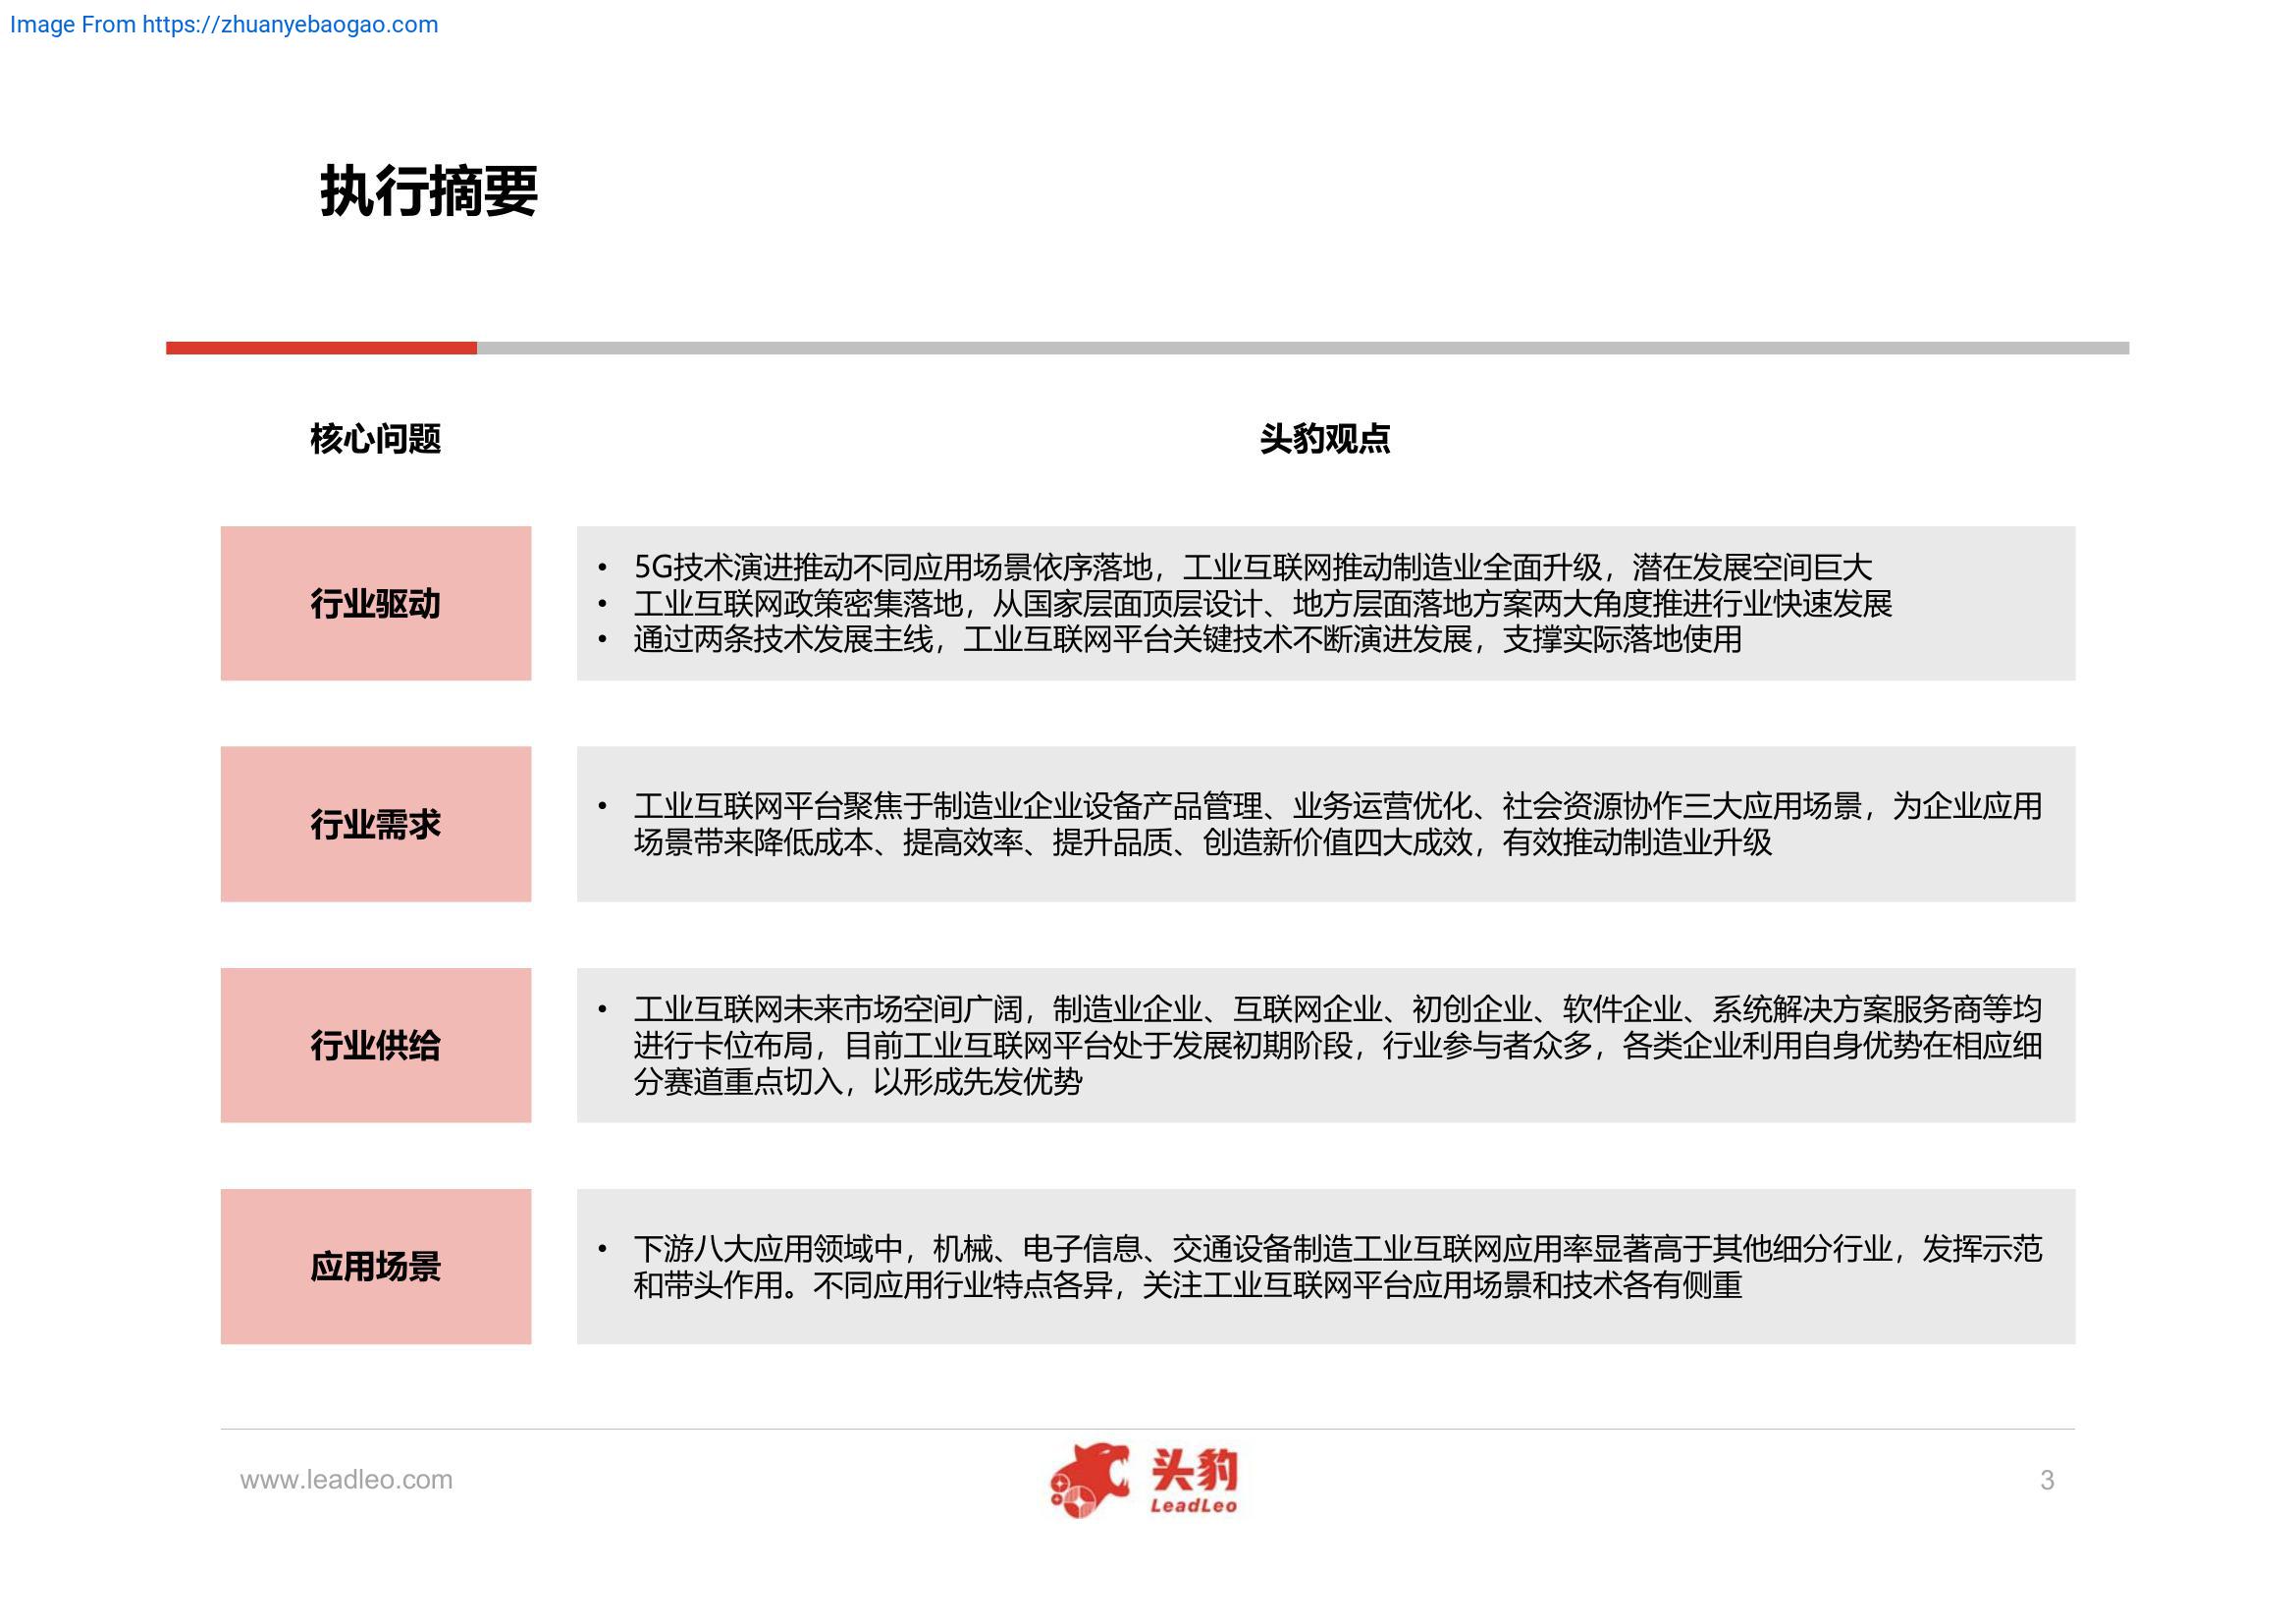 Image From https://zhuanyebaogao.com
执行摘要
核心问题
头豹观点
行业驱动
• 5G技术演进推动不同应用场景依序落地，工业互联网推动制造业全面升级，潜在发展空间巨大
• 工业互联网政策密集落地，从国家层面顶层设计、地方层面落地方案两大角度推进行业快速发展
• 通过两条技术发展主线，工业互联网平台关键技术不断演进发展，支撑实际落地使用
行业需求
• 工业互联网平台聚焦于制造业企业设备产品管理、业务运营优化、社会资源协作三大应用场景，为企业应用
场景带来降低成本、提高效率、提升品质、创造新价值四大成效，有效推动制造业升级
行业供给
• 工业互联网未来市场空间广阔，制造业企业、互联网企业、初创企业、软件企业、系统解决方案服务商等均
进行卡位布局，目前工业互联网平台处于发展初期阶段，行业参与者众多，各类企业利用自身优势在相应细
分赛道重点切入，以形成先发优势
应用场景
• 下游八大应用领域中，机械、电子信息、交通设备制造工业互联网应用率显著高于其他细分行业，发挥示范
和带头作用。不同应用行业特点各异，关注工业互联网平台应用场景和技术各有侧重
www.leadleo.com
头豹
LeadLeo
3